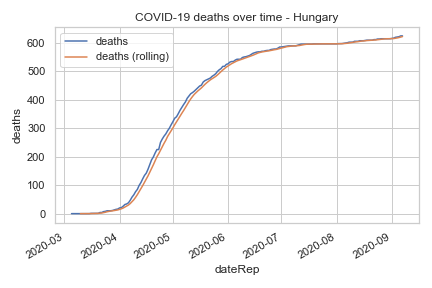 COVID-19 deaths over time - Hungary
deaths
deaths (rolling)
600
500
400
300
200
100
0
deaths
2020-03
2020-04
2020-05
2020-06
2020-07
2020-08
2020-09
dateRep